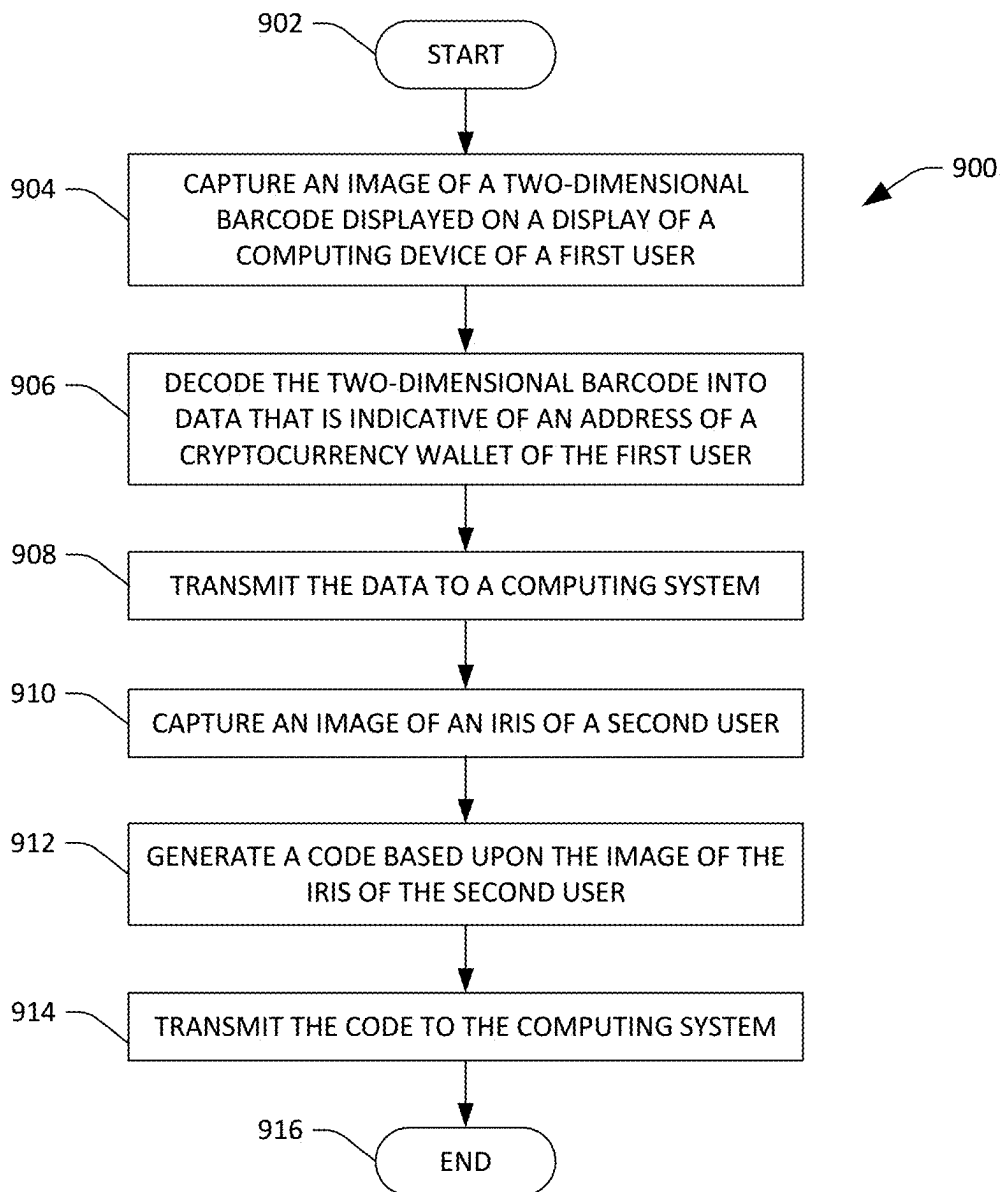 902
START
900
904
CAPTURE AN IMAGE OF A TWO-DIMENSIONAL
BARCODE DISPLAYED ON A DISPLAY OF A
COMPUTING DEVICE OF A FIRST USER
906
DECODE THE TWO-DIMENSIONAL BARCODE INTO
DATA THAT IS INDICATIVE OF AN ADDRESS OF A
CRYPTOCURRENCY WALLET OF THE FIRST USER
908
TRANSMIT THE DATA TO A COMPUTING SYSTEM
910
CAPTURE AN IMAGE OF AN IRIS OF A SECOND USER
912
GENERATE A CODE BASED UPON THE IMAGE OF THE
IRIS OF THE SECOND USER
914
TRANSMIT THE CODE TO THE COMPUTING SYSTEM
916
END